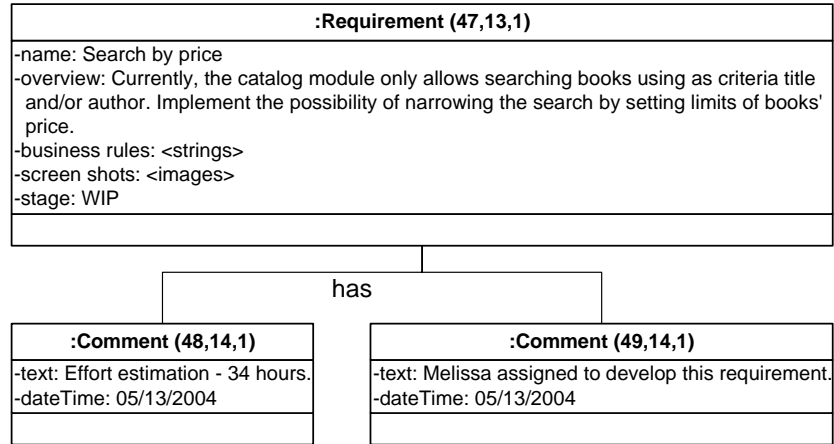 :Requirement (47,13,1)
-name: Search by price
-overview: Currently, the catalog module only allows searching books using as criteria title
and/or author. Implement the possibility of narrowing the search by setting limits of books'
price.
-business rules: <strings>
-screen shots: <images>
-stage: WIP
has
:Comment (48,14,1)
-text: Effort estimation - 34 hours.
-dateTime: 05/13/2004
:Comment (49,14,1)
-text: Melissa assigned to develop this requirement.
-dateTime: 05/13/2004